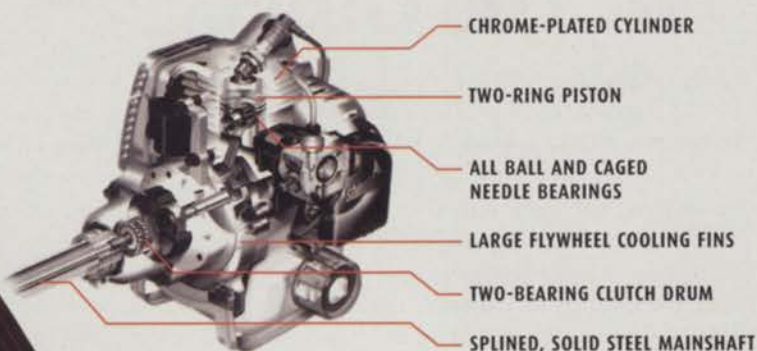 CHROME-PLATED CYLINDER
TWO-RING PISTON
ALL BALL AND CAGED
NEEDLE BEARINGS
LARGE FLYWHEEL COOLING FINS
TWO-BEARING CLUTCH DRUM
SPLINED, SOLID STEEL MAINSHAFT